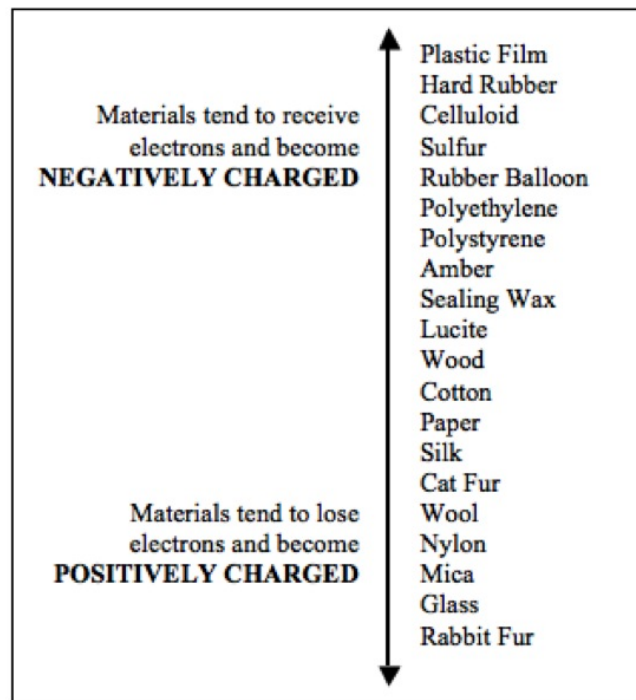 Materials tend to receive
electrons and become
NEGATIVELY CHARGED
Materials tend to lose
electrons and become
POSITIVELY CHARGED
Plastic Film
Hard Rubber
Celluloid
Sulfur
Rubber Balloon
Polyethylene
Polystyrene
Amber
Sealing Wax
Lucite
Wood
Cotton
Paper
Silk
Cat Fur
Wool
Nylon
Mica
Glass
Rabbit Fur